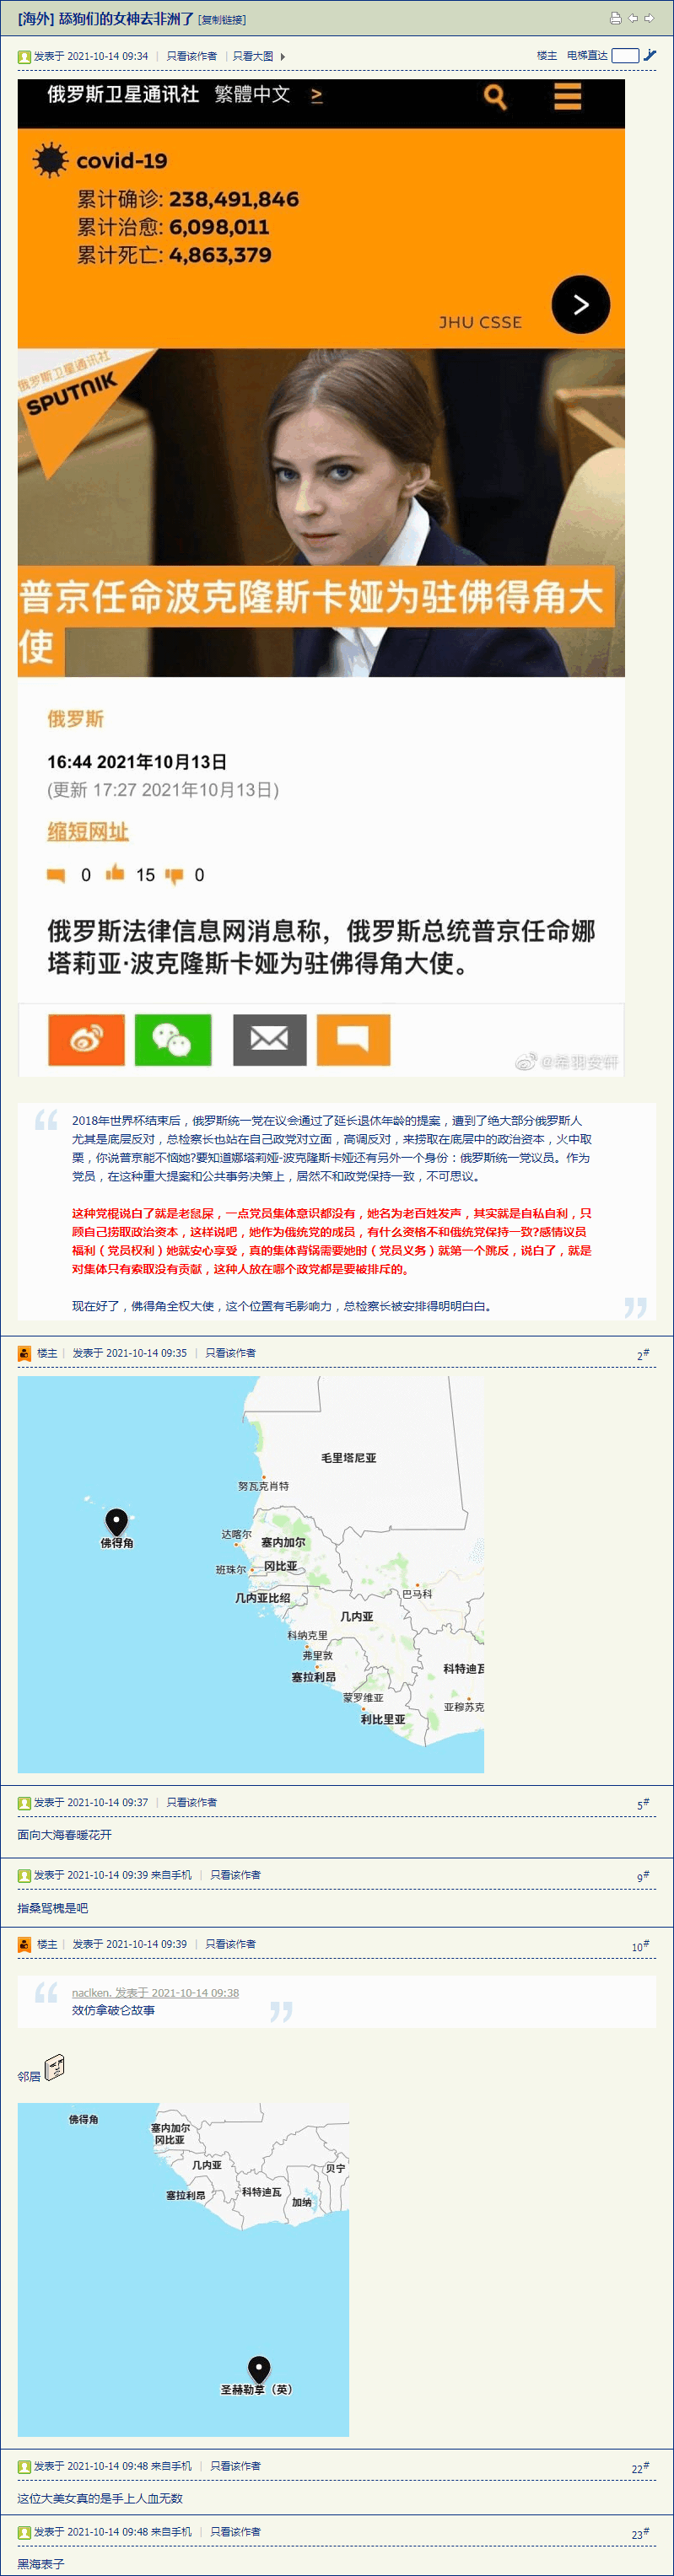 [海外] 舔狗们的女神去非洲了 [复制链接]
发表于 2021-10-14 09:34 | 只看该作者 | 只看大图
楼主 电梯直达
俄罗斯卫星通讯社 繁體中文 >
covid-19
累计确诊: 238,491,846
累计治愈: 6,098,011
累计死亡: 4,863,379
JHU CSSE
俄罗斯卫星通讯社
SPUTNIK
普京任命波克隆斯卡娅为驻佛得角大
使
俄罗斯
16:44 2021年10月13日
(更新 17:27 2021年10月13日)
缩短网址
0 15 0
俄罗斯法律信息网消息称，俄罗斯总统普京任命娜
塔莉亚·波克隆斯卡娅为驻佛得角大使。
@希羽安轩
2018年世界杯结束后，俄罗斯统一党在议会通过了延长退休年龄的提案，遭到了绝大部分俄罗斯人
尤其是底层反对，总检察长也站在自己政党对立面，高调反对，来捞取在底层中的政治资本，火中取
栗，你说普京能不恼她?要知道娜塔莉娅-波克隆斯卡娅还有另外一个身份：俄罗斯统一党议员。作为
党员，在这种重大提案和公共事务决策上，居然不和政党保持一致，不可思议。
这种党棍说白了就是老鼠屎，一点党员集体意识都没有，她名为老百姓发声，其实就是自私自利，只
顾自己捞取政治资本，这样说吧，她作为俄统党的成员，有什么资格不和俄统党保持一致?感情议员
福利（党员权利）她就安心享受，真的集体背锅需要她时（党员义务）就第一个跳反，说白了，就是
对集体只有索取没有贡献，这种人放在哪个政党都是要被排斥的。
现在好了，佛得角全权大使，这个位置有毛影响力，总检察长被安排得明明白白。
楼主 | 发表于 2021-10-14 09:35 | 只看该作者
2#
毛里塔尼亚
努瓦克肖特
佛得角
达喀尔
塞内加尔
冈比亚
班珠尔
几内亚比绍
巴马科
几内亚
科纳克里
弗里敦
塞拉利昂
科特迪瓦
蒙罗维亚
亚穆苏克
利比里亚
发表于 2021-10-14 09:37 | 只看该作者
5#
面向大海春暖花开
发表于 2021-10-14 09:39 来自手机 | 只看该作者
9#
指桑骂槐是吧
楼主 | 发表于 2021-10-14 09:39 | 只看该作者
10#
naclken. 发表于 2021-10-14 09:38
效仿拿破仑故事
邻居
佛得角
塞内加尔
冈比亚
几内亚
贝宁
塞拉利昂
科特迪瓦
加纳
圣赫勒拿（英）
发表于 2021-10-14 09:48 来自手机 | 只看该作者
22#
这位大美女真的是手上人血无数
发表于 2021-10-14 09:48 来自手机 | 只看该作者
23#
黑海表子